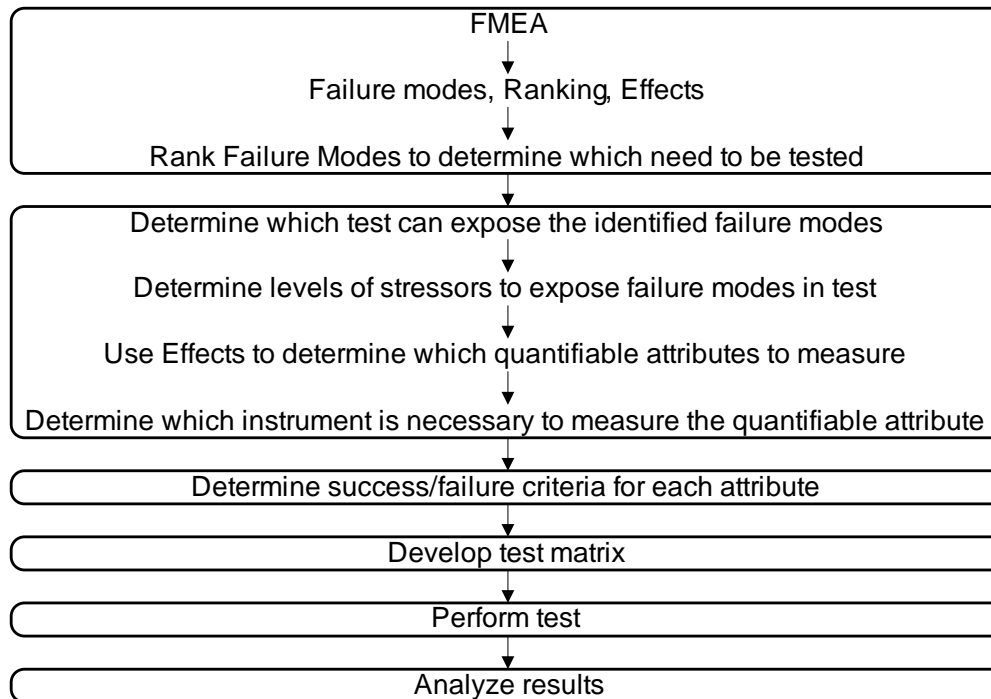 FMEA
Failure modes, Ranking, Effects
Rank Failure Modes to determine which need to be tested
Determine which test can expose the identified failure modes
Determine levels of stressors to expose failure modes in test
Use Effects to determine which quantifiable attributes to measure
Determine which instrument is necessary to measure the quantifiable attribute
Determine success/failure criteria for each attribute
Develop test matrix
Perform test
Analyze results